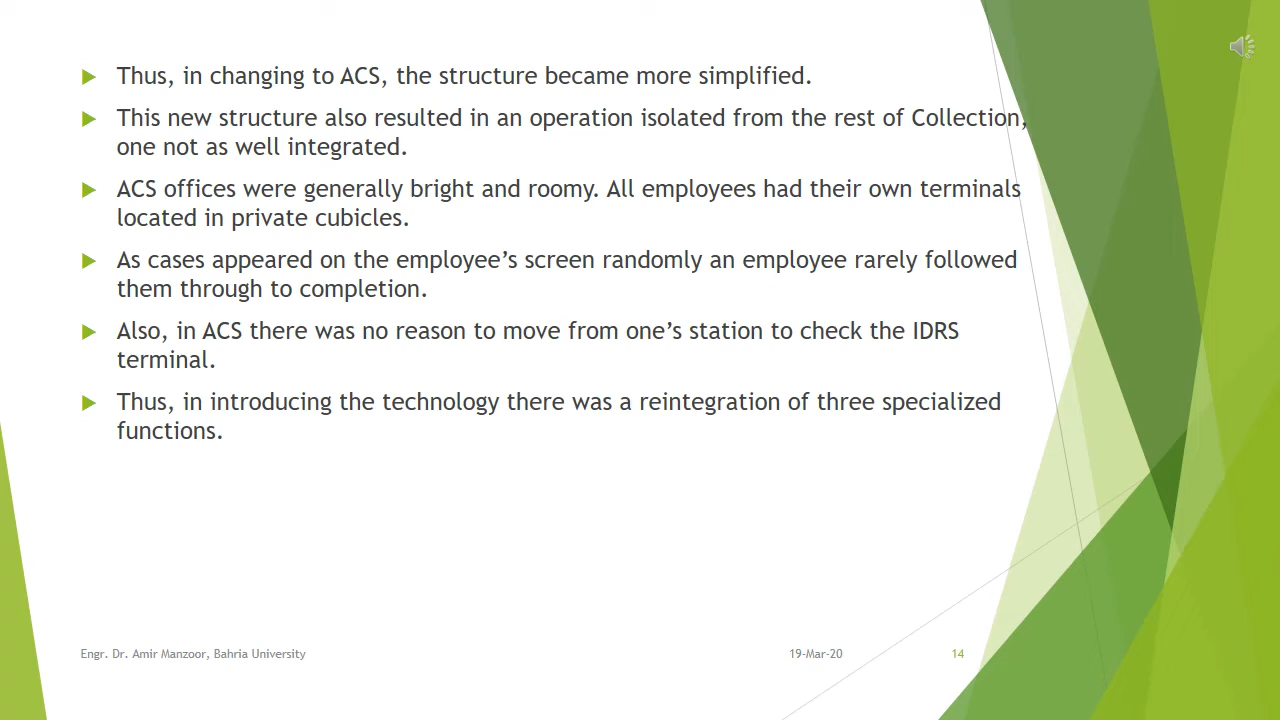 Thus, in changing to ACS, the structure became more simplified.
This new structure also resulted in an operation isolated from the rest of Collection,
one not as well integrated.
ACS offices were generally bright and roomy. All employees had their own terminals
located in private cubicles.
As cases appeared on the employee’s screen randomly an employee rarely followed
them through to completion.
Also, in ACS there was no reason to move from one’s station to check the IDRS
terminal.
Thus, in introducing the technology there was a reintegration of three specialized
functions.
Engr. Dr. Amir Manzoor, Bahria University
19-Mar-20
14